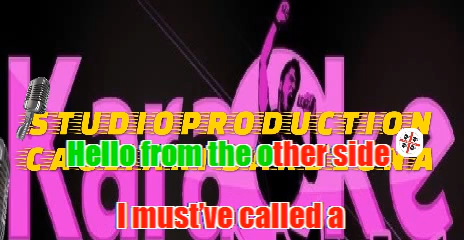 Karaoke
STUDIOPRODUCTION
Hello from the other side
I must've called a